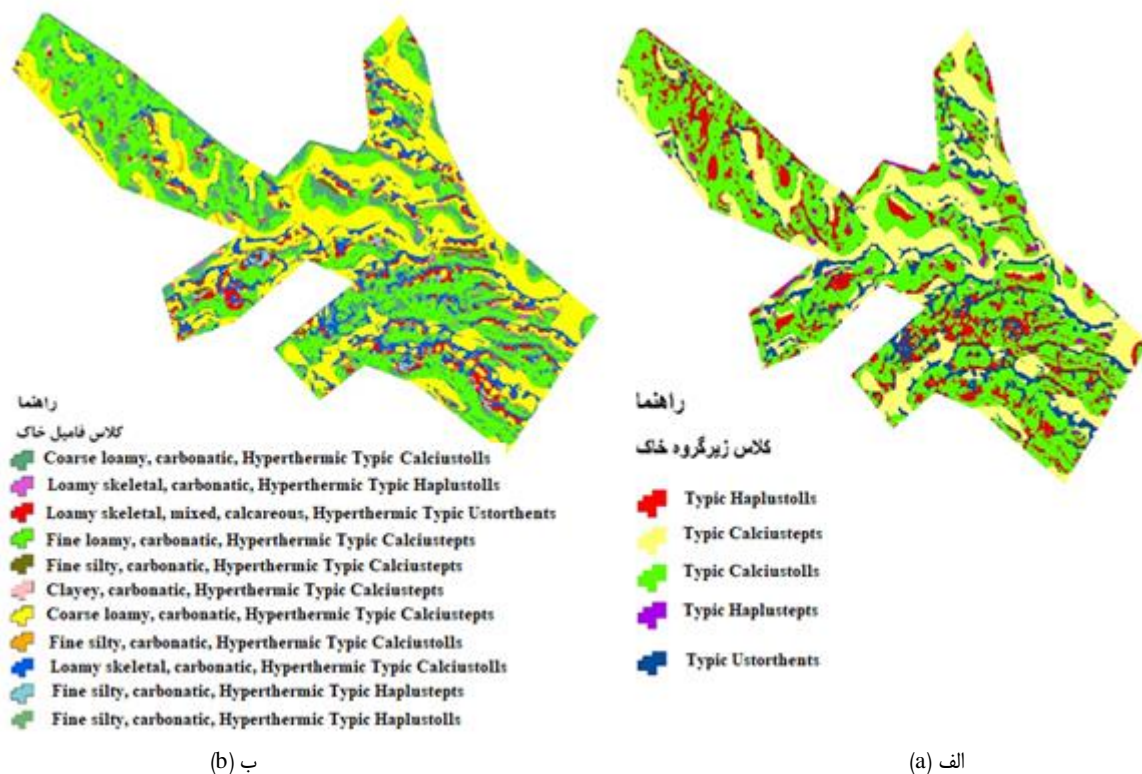 راهنما
کلاس فامیل خاک
Coarse loamy, carbonatic, Hyperthermic Typic Calciustolls
Loamy skeletal, carbonatic, Hyperthermic Typic Haplustolls
Loamy skeletal, mixed, calcareous, Hyperthermic Typic Ustorthents
Fine loamy, carbonatic, Hyperthermic Typic Calciustepts
Fine silty, carbonatic, Hyperthermic Typic Calciustepts
Clayey, carbonatic, Hyperthermic Typic Calciustepts
Coarse loamy, carbonatic, Hyperthermic Typic Calciustepts
Fine silty, carbonatic, Hyperthermic Typic Calciustolls
Loamy skeletal, carbonatic, Hyperthermic Typic Calciustolls
Fine silty, carbonatic, Hyperthermic Typic Haplustepts
Fine silty, carbonatic, Hyperthermic Typic Haplustolls
ب (b)
راهنما
کلاس زیرگروه خاک
Typic Haplustolls
Typic Calciustepts
Typic Calciustolls
Typic Haplustepts
Typic Ustorthents
الف (a)